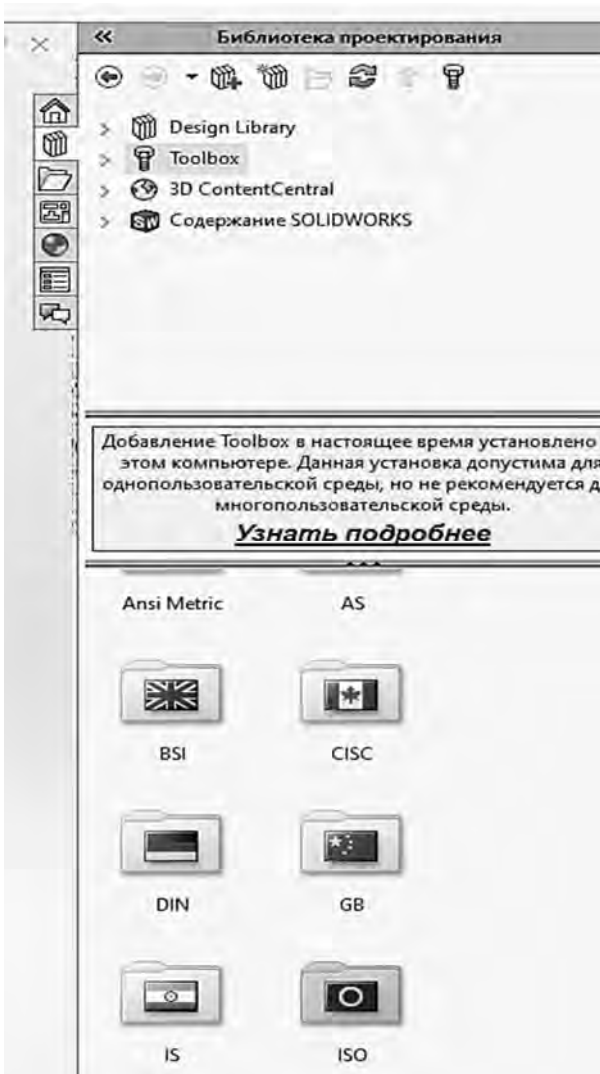 Библиотека проектирования
Design Library
Toolbox
3D ContentCentral
SW Содержание SOLIDWORKS
Добавление Toolbox в настоящее время установлено
этом компьютере. Данная установка допустима для
однопользовательской среды, но не рекомендуется д
многопользовательской среды.
Узнать подробнее
Ansi Metric AS
BSI CISC
DIN GB
IS ISO